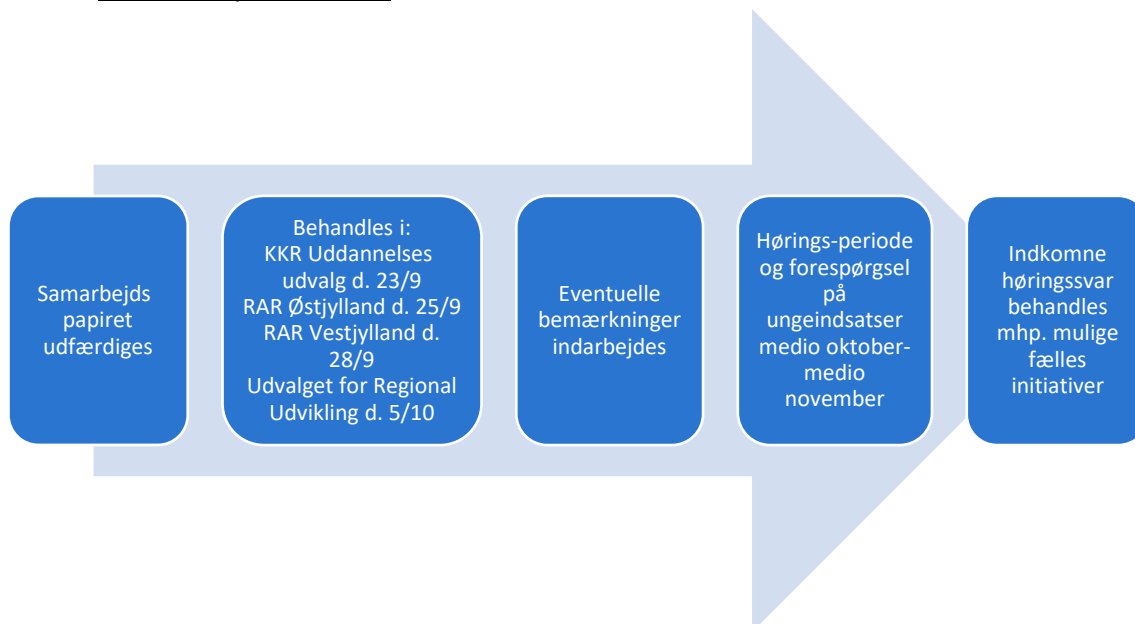 Samarbejds
papiret
udfærdiges
Behandles i:
KKR Uddannelses
udvalg d. 23/9
RAR Østjylland d. 25/9
RAR Vestjylland d.
28/9
Udvalget for Regional
Udvikling d. 5/10
Eventuelle
bemærkninger
indarbejdes
Hørings-periode
og forespørgsel
på
ungeindsatser
medio oktober-
medio
november
Indkomne
høringssvar
behandles
mhp. mulige
fælles
initiativer